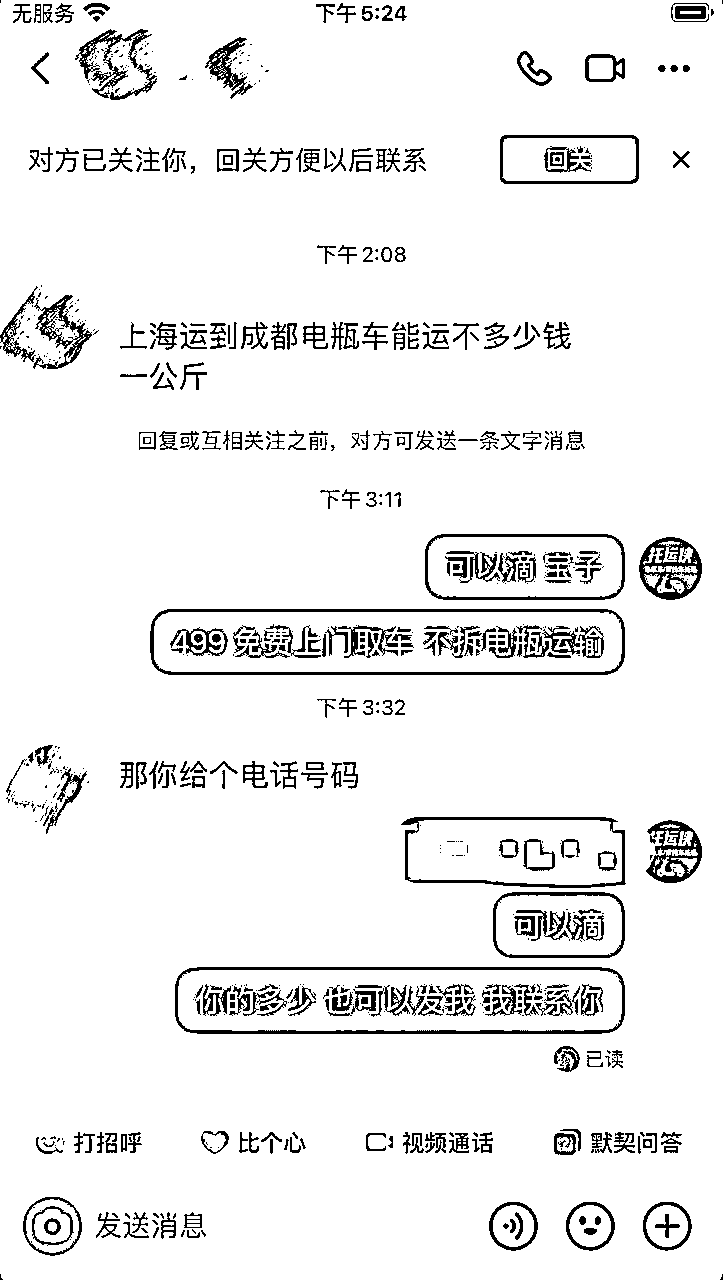 无服务 下午5:24
对方已关注你，回关方便以后联系 回关
下午2:08
上海运到成都电瓶车能运不多少钱
一公斤
回复或互相关注之前，对方可发送一条文字消息
下午3:11
可以滴 宝子
托运侠
499 免费上门取车 不拆电瓶运输
下午3:32
那你给个电话号码
可以滴
你的多少 也可以发我 我联系你
已读
打招呼 比个心 视频通话 默契问答
发送消息